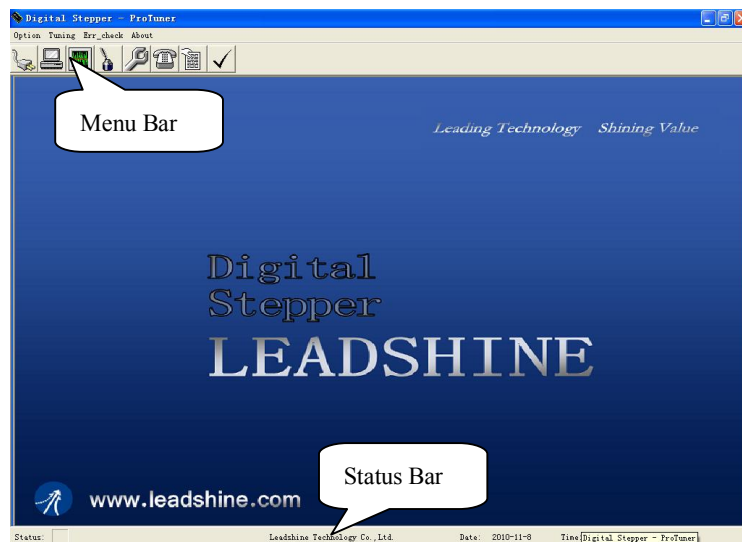 Digital Stepper - ProTuner
Option Tuning Err_check About
Menu Bar
Leading Technology Shining Value
Digital
Stepper
LEADSHINE
Status Bar
www.leadshine.com
Status: Leadshine Technology Co.,Ltd. Date: 2010-11-8 Time: Digital Stepper - ProTuner